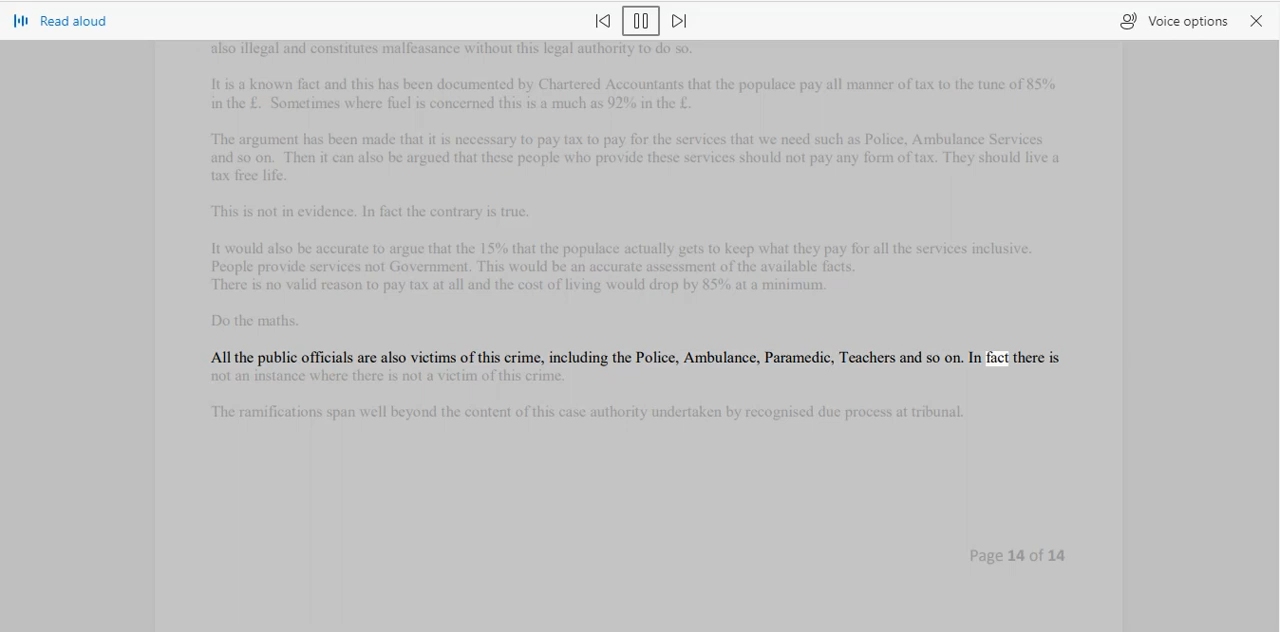 Read aloud
Voice options
also illegal and constitutes malfeasance without this legal authority to do so.
It is a known fact and this has been documented by Chartered Accountants that the populace pay all manner of tax to the tune of 85%
in the £.  Sometimes where fuel is concerned this is a much as 92% in the £.
The argument has been made that it is necessary to pay tax to pay for the services that we need such as Police, Ambulance Services
and so on.  Then it can also be argued that these people who provide these services should not pay any form of tax. They should live a
tax free life.
This is not in evidence. In fact the contrary is true.
It would also be accurate to argue that the 15% that the populace actually gets to keep what they pay for all the services inclusive.
People provide services not Government. This would be an accurate assessment of the available facts.
There is no valid reason to pay tax at all and the cost of living would drop by 85% at a minimum.
Do the maths.
All the public officials are also victims of this crime, including the Police, Ambulance, Paramedic, Teachers and so on. In fact there is
not an instance where there is not a victim of this crime.
The ramifications span well beyond the content of this case authority undertaken by recognised due process at tribunal.
Page 14 of 14